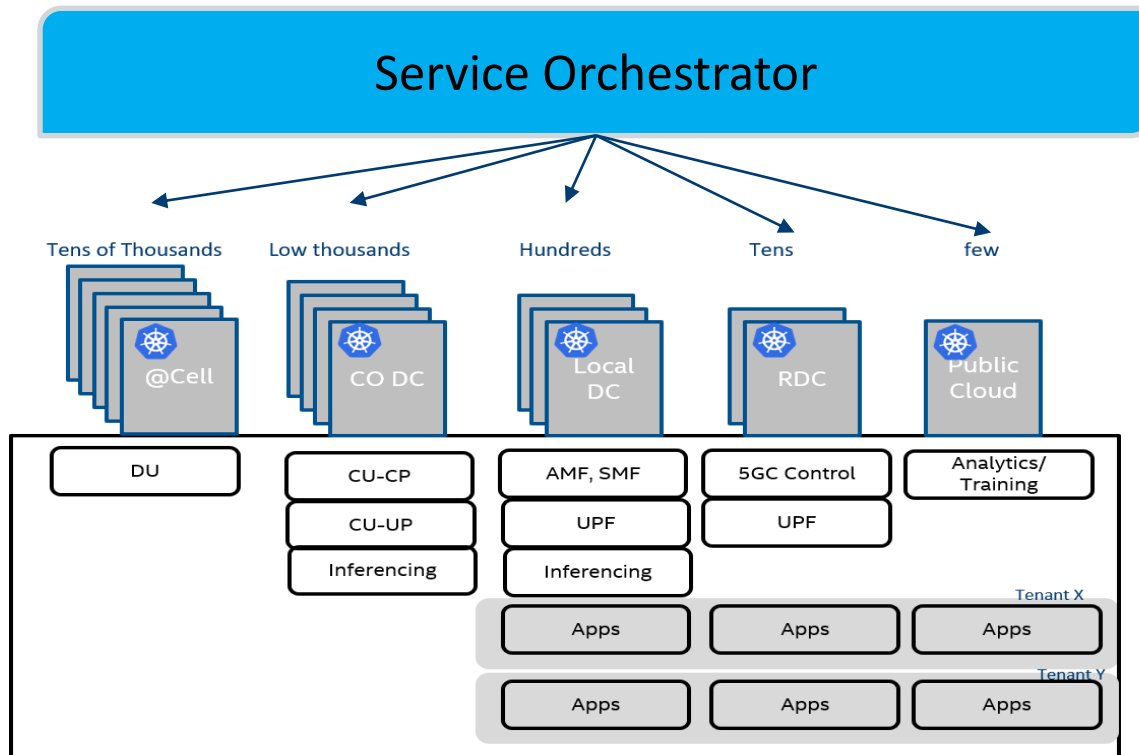 Service Orchestrator
Tens of Thousands
Low thousands
Hundreds
Tens
few
@Cell
CO DC
Local
DC
RDC
Public
Cloud
DU
CU-CP
AMF, SMF
5GC Control
Analytics/
Training
CU-UP
UPF
UPF
Inferencing
Inferencing
Tenant X
Apps
Apps
Apps
Tenant Y
Apps
Apps
Apps